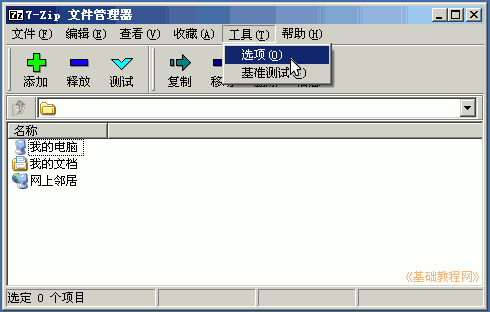 7-Zip 文件管理器
文件(F) 编辑(E) 查看(V) 收藏(A) 工具(T) 帮助(H)
选项(O)
基准测试
添加 释放 测试 复制
名称
我的电脑
我的文档
网上邻居
《基础教程网》
选定 0 个项目